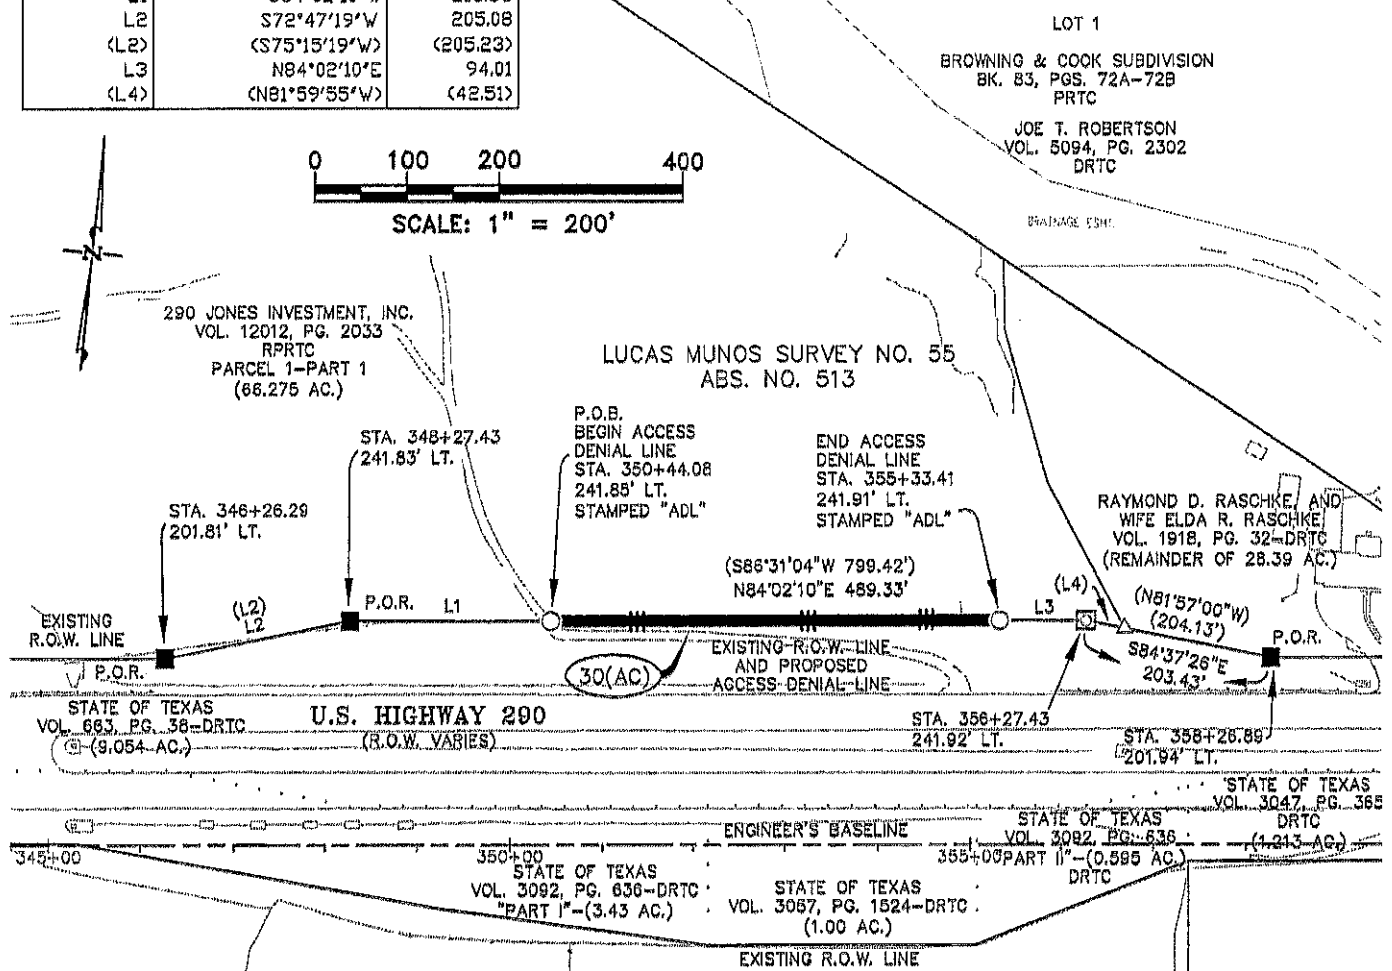 L2 S72°47'19"W 205.08
(L2) (S75°15'19"W) (205.23)
L3 N84°02'10"E 94.01
(L4) (N81°59'55"W) (42.51)
LOT 1
BROWNING & COOK SUBDIVISION
BK. 83, PGS. 72A-72B
PRTC
JOE T. ROBERTSON
VOL. 5094, PG. 2302
DRTC
DRAINAGE ESMT.
0 100 200 400
SCALE: 1" = 200'
N
290 JONES INVESTMENT, INC.
VOL. 12012, PG. 2033
RPRTC
PARCEL 1-PART 1
(66.275 AC.)
LUCAS MUNOS SURVEY NO. 55
ABS. NO. 513
STA. 346+26.29
201.81' LT.
STA. 348+27.43
241.83' LT.
P.O.B.
BEGIN ACCESS
DENIAL LINE
STA. 350+44.08
241.85' LT.
STAMPED "ADL"
END ACCESS
DENIAL LINE
STA. 355+33.41
241.91' LT.
STAMPED "ADL"
RAYMOND D. RASCHKE, AND
WIFE ELDA R. RASCHKE
VOL. 1918, PG. 32-DRTC
(REMAINDER OF 28.39 AC.)
(S86°31'04"W 799.42')
N84°02'10"E 489.33'
EXISTING
R.O.W. LINE
P.O.R.
(L2)
L2
P.O.R.
L1
L3
(L4)
(N81°57'00"W)
(204.13')
S84°37'26"E
203.43'
P.O.R.
30(AC)
EXISTING R.O.W. LINE
AND PROPOSED
ACCESS DENIAL LINE
STATE OF TEXAS
VOL. 663, PG. 38-DRTC
(9.054 AC.)
U.S. HIGHWAY 290
(R.O.W. VARIES)
STA. 356+27.43
241.92' LT.
STA. 358+26.89
201.94' LT.
STATE OF TEXAS
VOL. 3047, PG. 365
DRTC
(1.213 AC.)
ENGINEER'S BASELINE
345+00
350+00
355+00
STATE OF TEXAS
VOL. 3092, PG. 636
"PART II"-(0.595 AC.)
DRTC
STATE OF TEXAS
VOL. 3092, PG. 636-DRTC
"PART I"-(3.43 AC.)
STATE OF TEXAS
VOL. 3057, PG. 1524-DRTC
(1.00 AC.)
EXISTING R.O.W. LINE